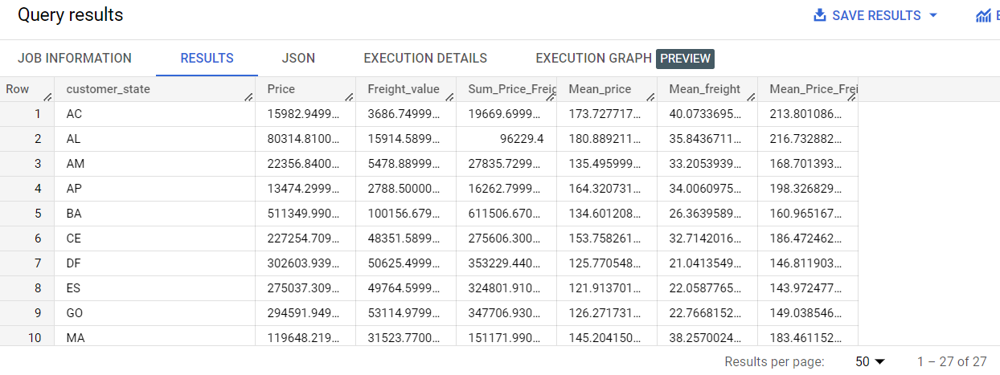 Query results SAVE RESULTS E
JOB INFORMATION RESULTS JSON EXECUTION DETAILS EXECUTION GRAPH PREVIEW
Row customer_state Price Freight_value Sum_Price_Freig Mean_price Mean_freight Mean_Price_Frei
1 AC 15982.9499... 3686.74999... 19669.6999... 173.727717... 40.0733695... 213.801086...
2 AL 80314.8100... 15914.5899... 96229.4 180.889211... 35.8436711... 216.732882...
3 AM 22356.8400... 5478.88999... 27835.7299... 135.495999... 33.2053939... 168.701393...
4 AP 13474.2999... 2788.50000... 16262.7999... 164.320731... 34.0060975... 198.326829...
5 BA 511349.990... 100156.679... 611506.670... 134.601208... 26.3639589... 160.965167...
6 CE 227254.709... 48351.5899... 275606.300... 153.758261... 32.7142016... 186.472462...
7 DF 302603.939... 50625.4999... 353229.440... 125.770548... 21.0413549... 146.811903...
8 ES 275037.309... 49764.5999... 324801.910... 121.913701... 22.0587765... 143.972477...
9 GO 294591.949... 53114.9799... 347706.930... 126.271731... 22.7668152... 149.038546...
10 MA 119648.219... 31523.7700... 151171.990... 145.204150... 38.2570024... 183.461152...
Results per page: 50 1 – 27 of 27